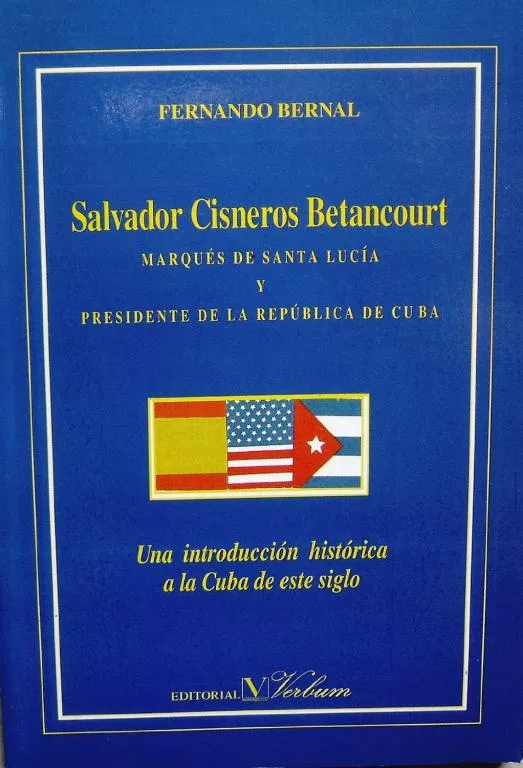 FERNANDO BERNAL
Salvador Cisneros Betancourt
MARQUÉS DE SANTA LUCÍA
Y
PRESIDENTE DE LA REPÚBLICA DE CUBA
Una introducción histórica
a la Cuba de este siglo
EDITORIAL V Verbum